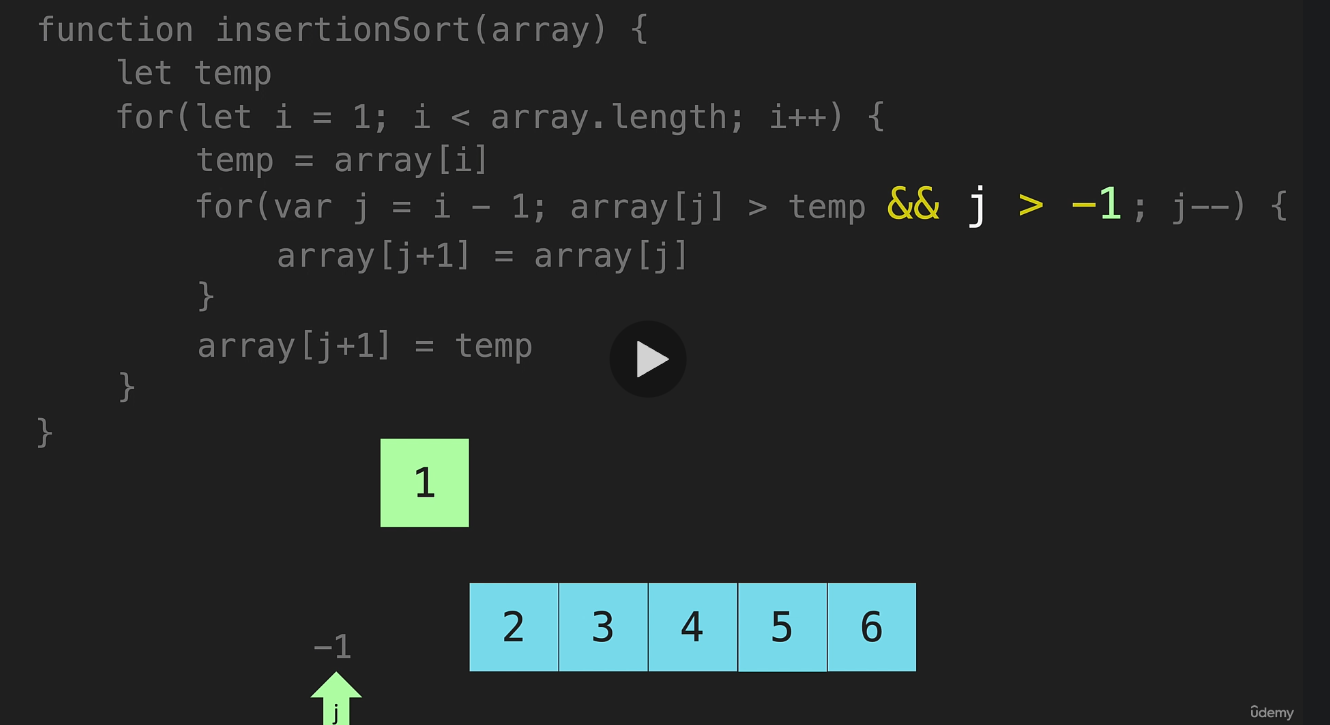 function insertionSort(array) {
let temp
for(let i = 1; i < array.length; i++) {
temp = array[i]
for(var j = i - 1; array[j] > temp && j > -1; j--) {
array[j+1] = array[j]
}
array[j+1] = temp
}
}
1
2 3 4 5 6
-1
j
ûdemy